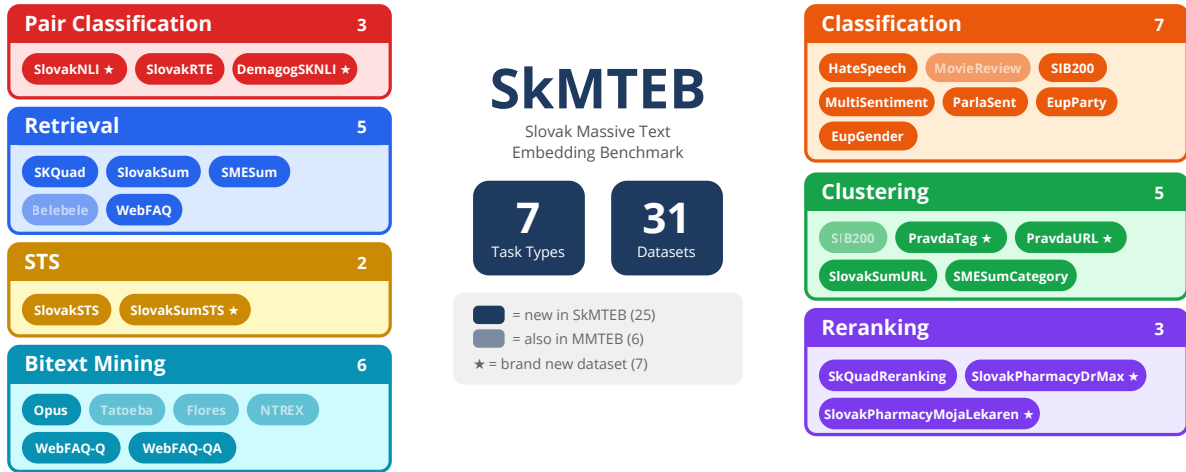 Pair Classification 3
SlovakNLI ★ SlovakRTE DemagogSKNLI ★
Retrieval 5
SKQuad SlovakSum SMESum
Belebele WebFAQ
STS 2
SlovakSTS SlovakSumSTS ★
Bitext Mining 6
Opus Tatoeba Flores NTREX
WebFAQ-Q WebFAQ-QA
SkMTEB
Slovak Massive Text
Embedding Benchmark
7 31
Task Types Datasets
= new in SkMTEB (25)
= also in MMTEB (6)
★ = brand new dataset (7)
Classification 7
HateSpeech MovieReview SIB200
MultiSentiment ParlaSent EupParty
EupGender
Clustering 5
SIB200 PravdaTag ★ PravdaURL ★
SlovakSumURL SMESumCategory
Reranking 3
SkQuadReranking SlovakPharmacyDrMax ★
SlovakPharmacyMojaLekaren ★